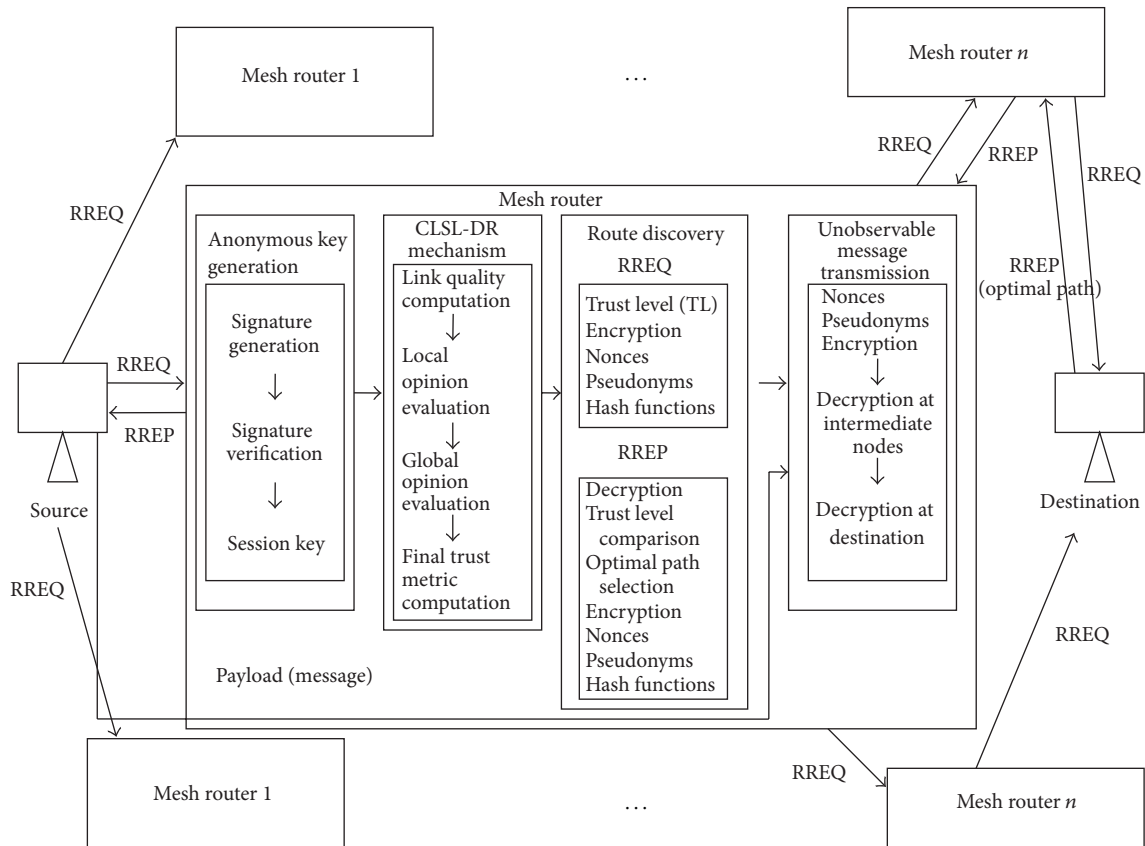 Mesh router 1
...
Mesh router n
RREQ
RREQ
RREP
RREQ
RREP
(optimal path)
Mesh router
Anonymous key
generation
Signature
generation
Signature
verification
Session key
CLSL-DR
mechanism
Link quality
computation
Local
opinion
evaluation
Global
opinion
evaluation
Final trust
metric
computation
Route discovery
RREQ
Trust level (TL)
Encryption
Nonces
Pseudonyms
Hash functions
RREP
Decryption
Trust level
comparison
Optimal path
selection
Encryption
Nonces
Pseudonyms
Hash functions
Unobservable
message
transmission
Nonces
Pseudonyms
Encryption
Decryption at
intermediate
nodes
Decryption at
destination
RREQ
RREP
Source
Destination
RREQ
Payload (message)
RREQ
RREQ
Mesh router 1
...
Mesh router n